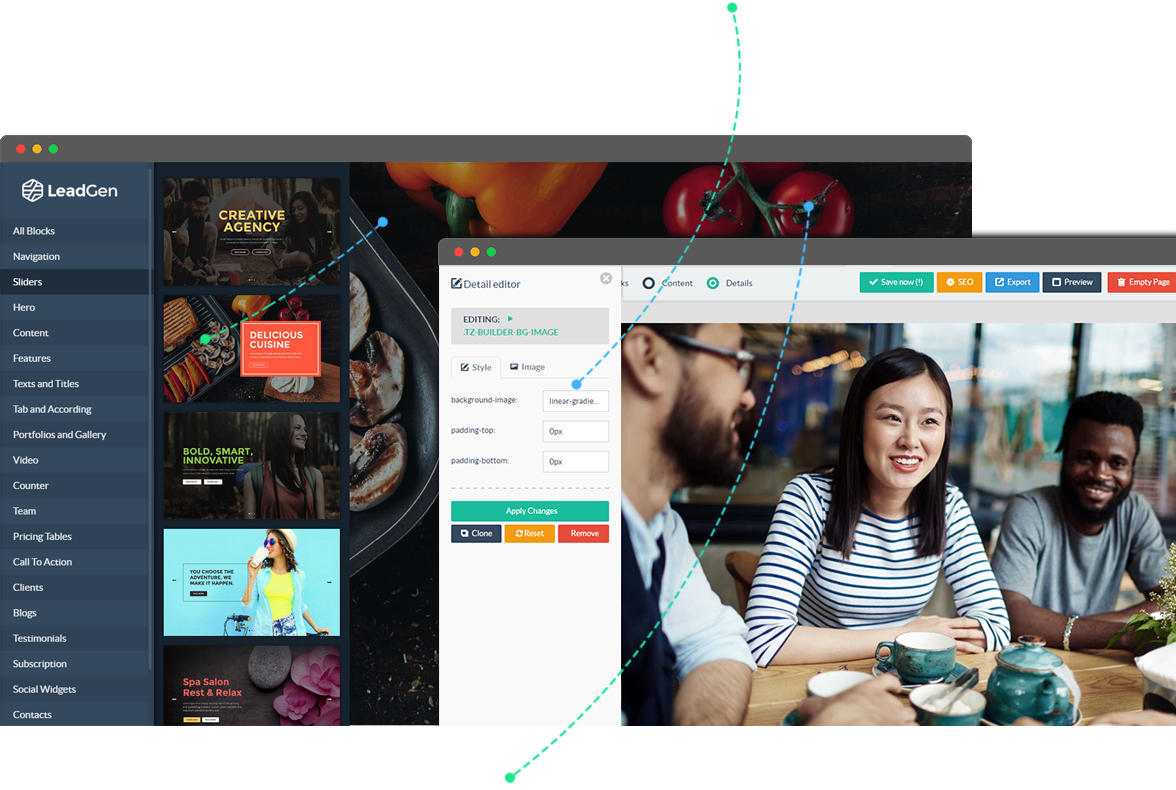 LeadGen
All Blocks
Navigation
Sliders
Hero
Content
Features
Texts and Titles
Tab and According
Portfolios and Gallery
Video
Counter
Team
Pricing Tables
Call To Action
Clients
Blogs
Testimonials
Subscription
Social Widgets
Contacts
CREATIVE
AGENCY
DELICIOUS
CUISINE
BOLD, SMART,
INNOVATIVE
YOU CHOOSE THE
ADVENTURE, WE
MAKE IT HAPPEN.
Spa Salon
Rest & Relax
Detail editor
EDITING:
.TZ-BUILDER-BG-IMAGE
Style
Image
background-image:
linear-gradie...
padding-top:
0px
padding-bottom:
0px
Apply Changes
Clone
Reset
Remove
ks
Content
Details
Save now (!)
SEO
Export
Preview
Empty Page